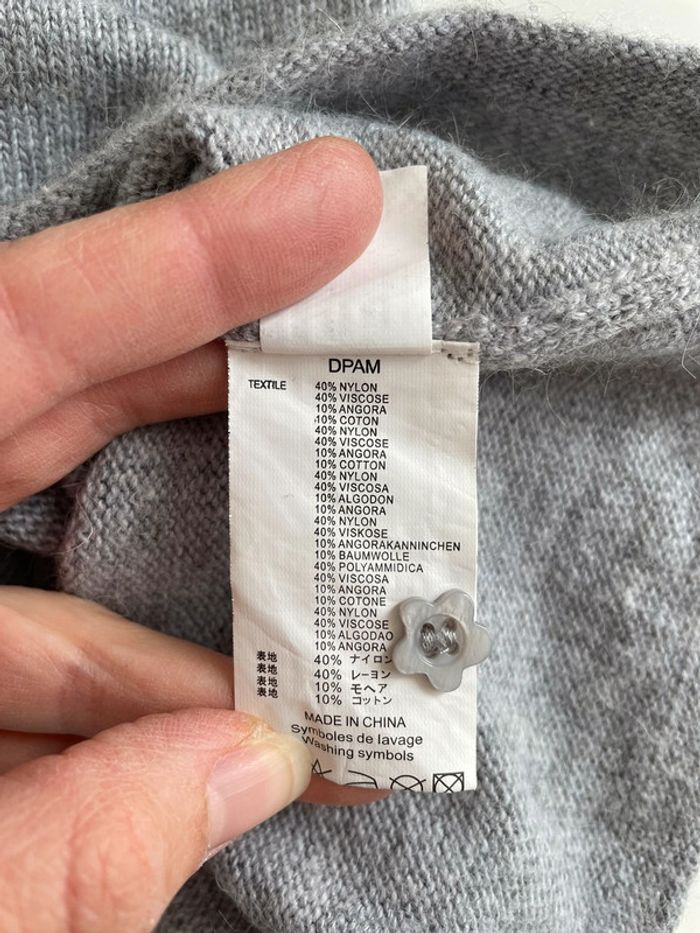 DPAM
TEXTILE 40% NYLON
40% VISCOSE
10% ANGORA
10% COTON
40% NYLON
40% VISCOSE
10% ANGORA
10% COTTON
40% NYLON
40% VISCOSA
10% ALGODON
10% ANGORA
40% NYLON
40% VISKOSE
10% ANGORAKANNINCHEN
10% BAUMWOLLE
40% POLYAMMIDICA
40% VISCOSA
10% ANGORA
10% COTONE
40% NYLON
40% VISCOSE
10% ALGODAO
10% ANGORA
表地 40% ナイロン
表地 40% レーヨン
表地 10% モヘア
表地 10% コットン
MADE IN CHINA
Symboles de lavage
Washing symbols